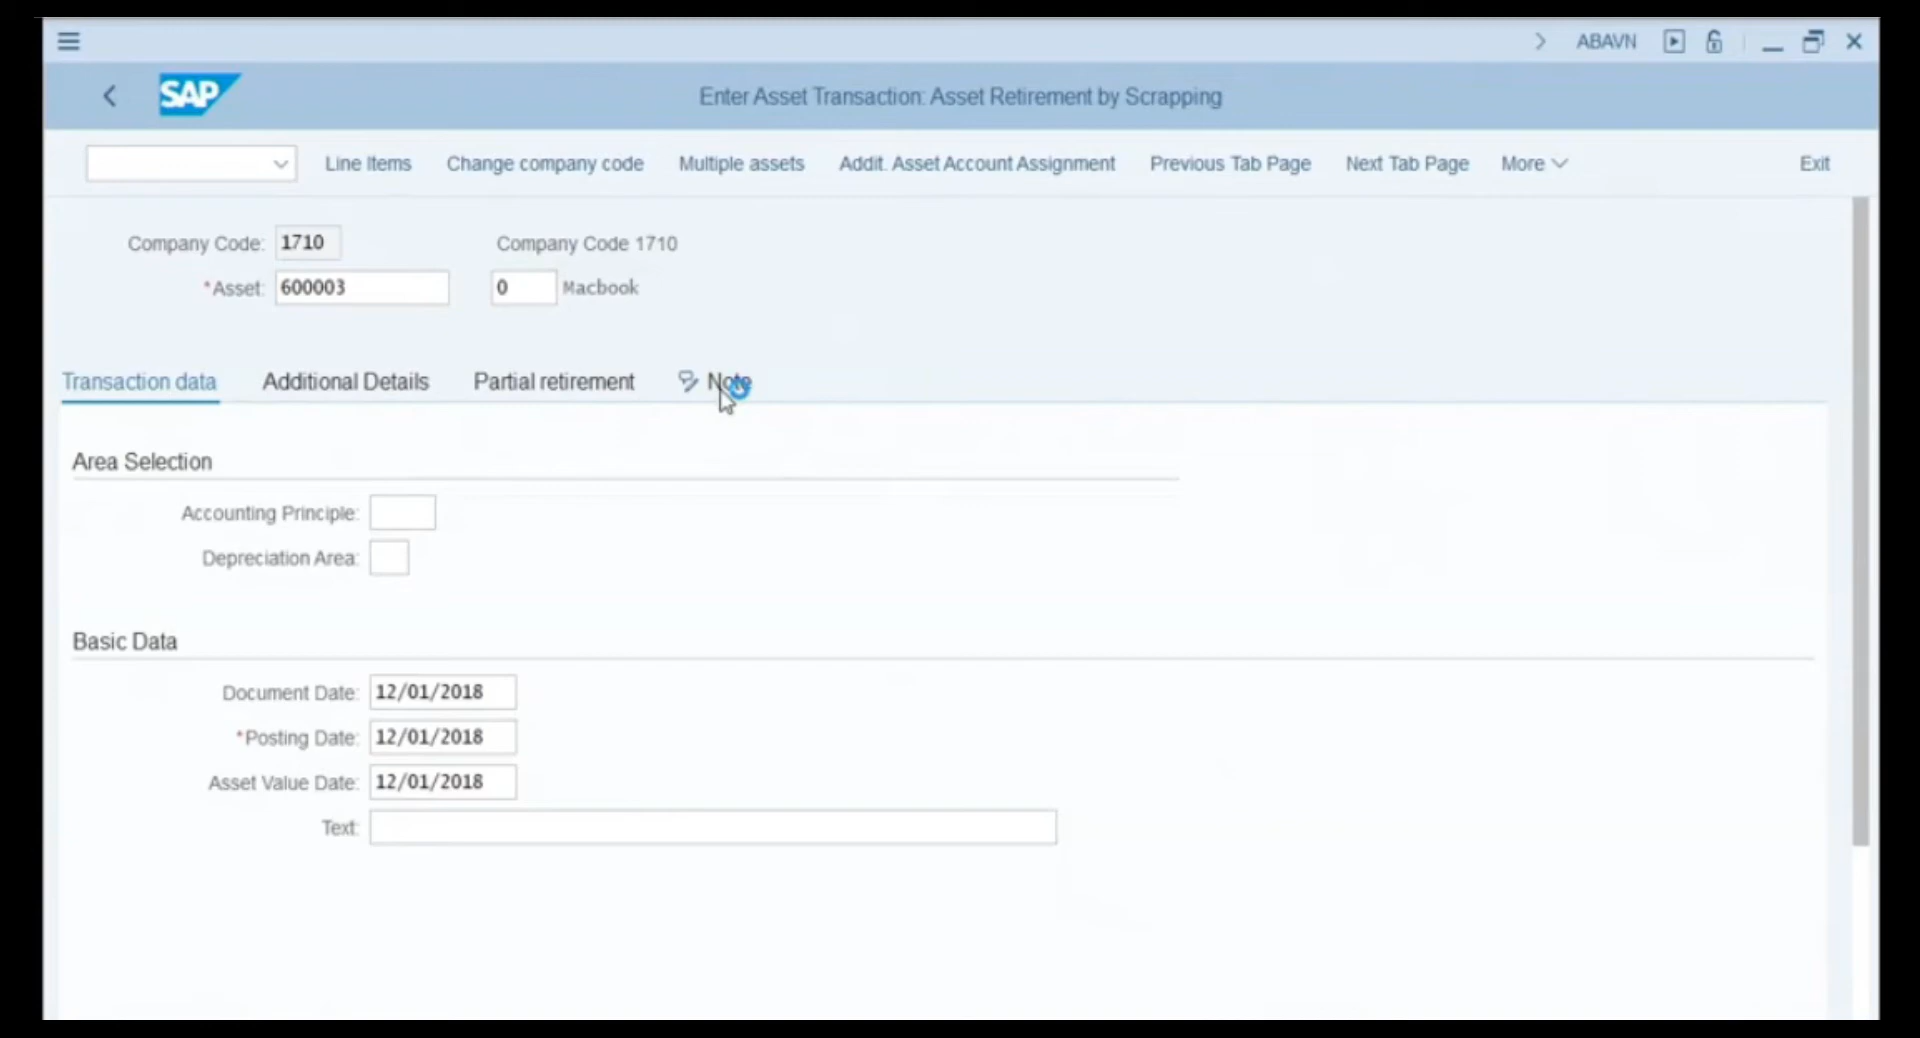 ABAVN
SAP Enter Asset Transaction: Asset Retirement by Scrapping
Line Items Change company code Multiple assets Addit. Asset Account Assignment Previous Tab Page Next Tab Page More Exit
Company Code: 1710 Company Code 1710
*Asset: 600003 0 Macbook
Transaction data Additional Details Partial retirement Note
Area Selection
Accounting Principle:
Depreciation Area:
Basic Data
Document Date: 12/01/2018
*Posting Date: 12/01/2018
Asset Value Date: 12/01/2018
Text: